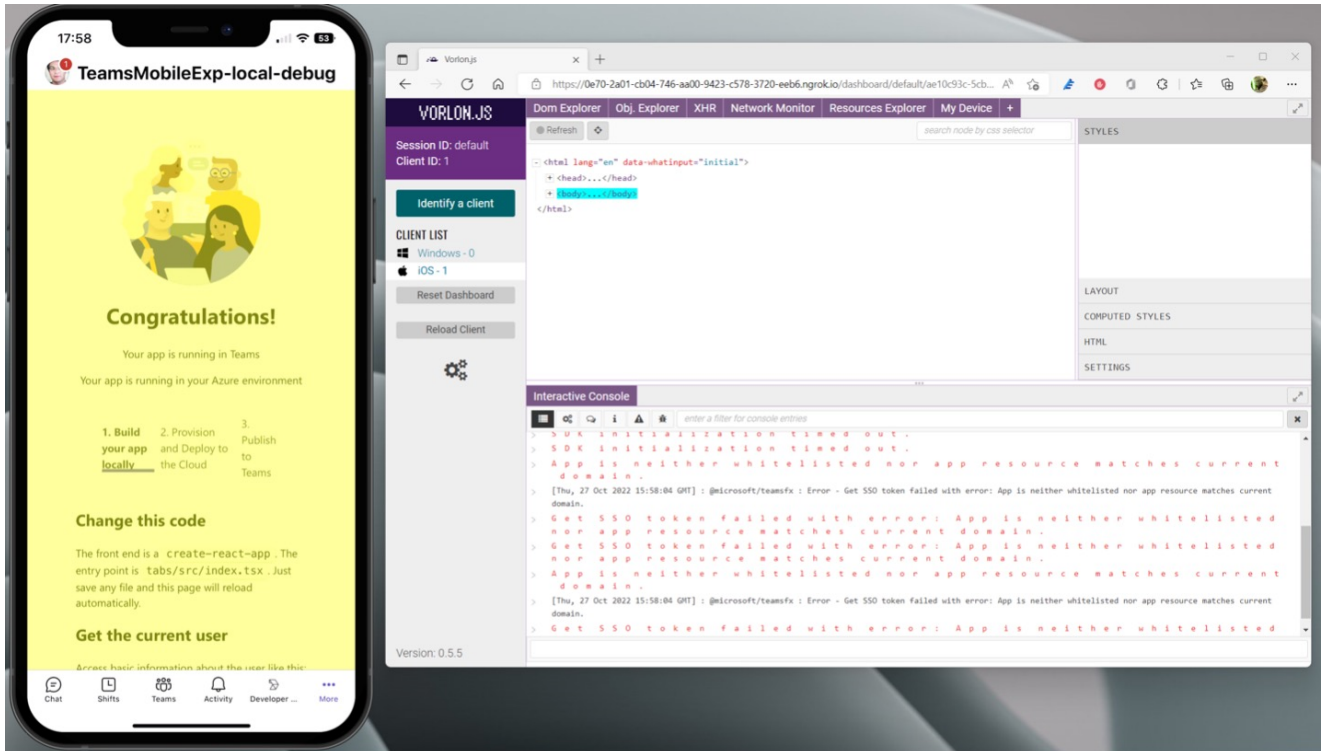 17:58
53
1
TeamsMobileExp-local-debug
Congratulations!
Your app is running in Teams
Your app is running in your Azure environment
1. Build your app locally
2. Provision and Deploy to the Cloud
3. Publish to Teams
Change this code
The front end is a create-react-app . The
entry point is tabs/src/index.tsx . Just
save any file and this page will reload
automatically.
Get the current user
Access basic information about the user like this:
Chat
Shifts
Teams
Activity
Developer ...
More
Vorlon.js
https://0e70-2a01-cb04-746-aa00-9423-c578-3720-eeb6.ngrok.io/dashboard/default/ae10c93c-5cb...
VORLON.JS
Session ID: default
Client ID: 1
Identify a client
CLIENT LIST
Windows - 0
iOS - 1
Reset Dashboard
Reload Client
Version: 0.5.5
Dom Explorer
Obj. Explorer
XHR
Network Monitor
Resources Explorer
My Device
+
Refresh
search node by css selector
<html lang="en" data-whatinput="initial">
<head>...</head>
<body>...</body>
</html>
STYLES
LAYOUT
COMPUTED STYLES
HTML
SETTINGS
Interactive Console
enter a filter for console entries
SDK initialization timed out.
SDK initialization timed out.
App is neither whitelisted nor app resource matches current
domain.
[Thu, 27 Oct 2022 15:58:04 GMT] : @microsoft/teamsfx : Error - Get SSO token failed with error: App is neither whitelisted nor app resource matches current
domain.
Get SSO token failed with error: App is neither whitelisted
nor app resource matches current domain.
Get SSO token failed with error: App is neither whitelisted
nor app resource matches current domain.
App is neither whitelisted nor app resource matches current
domain.
[Thu, 27 Oct 2022 15:58:04 GMT] : @microsoft/teamsfx : Error - Get SSO token failed with error: App is neither whitelisted nor app resource matches current
domain.
Get SSO token failed with error: App is neither whitelisted